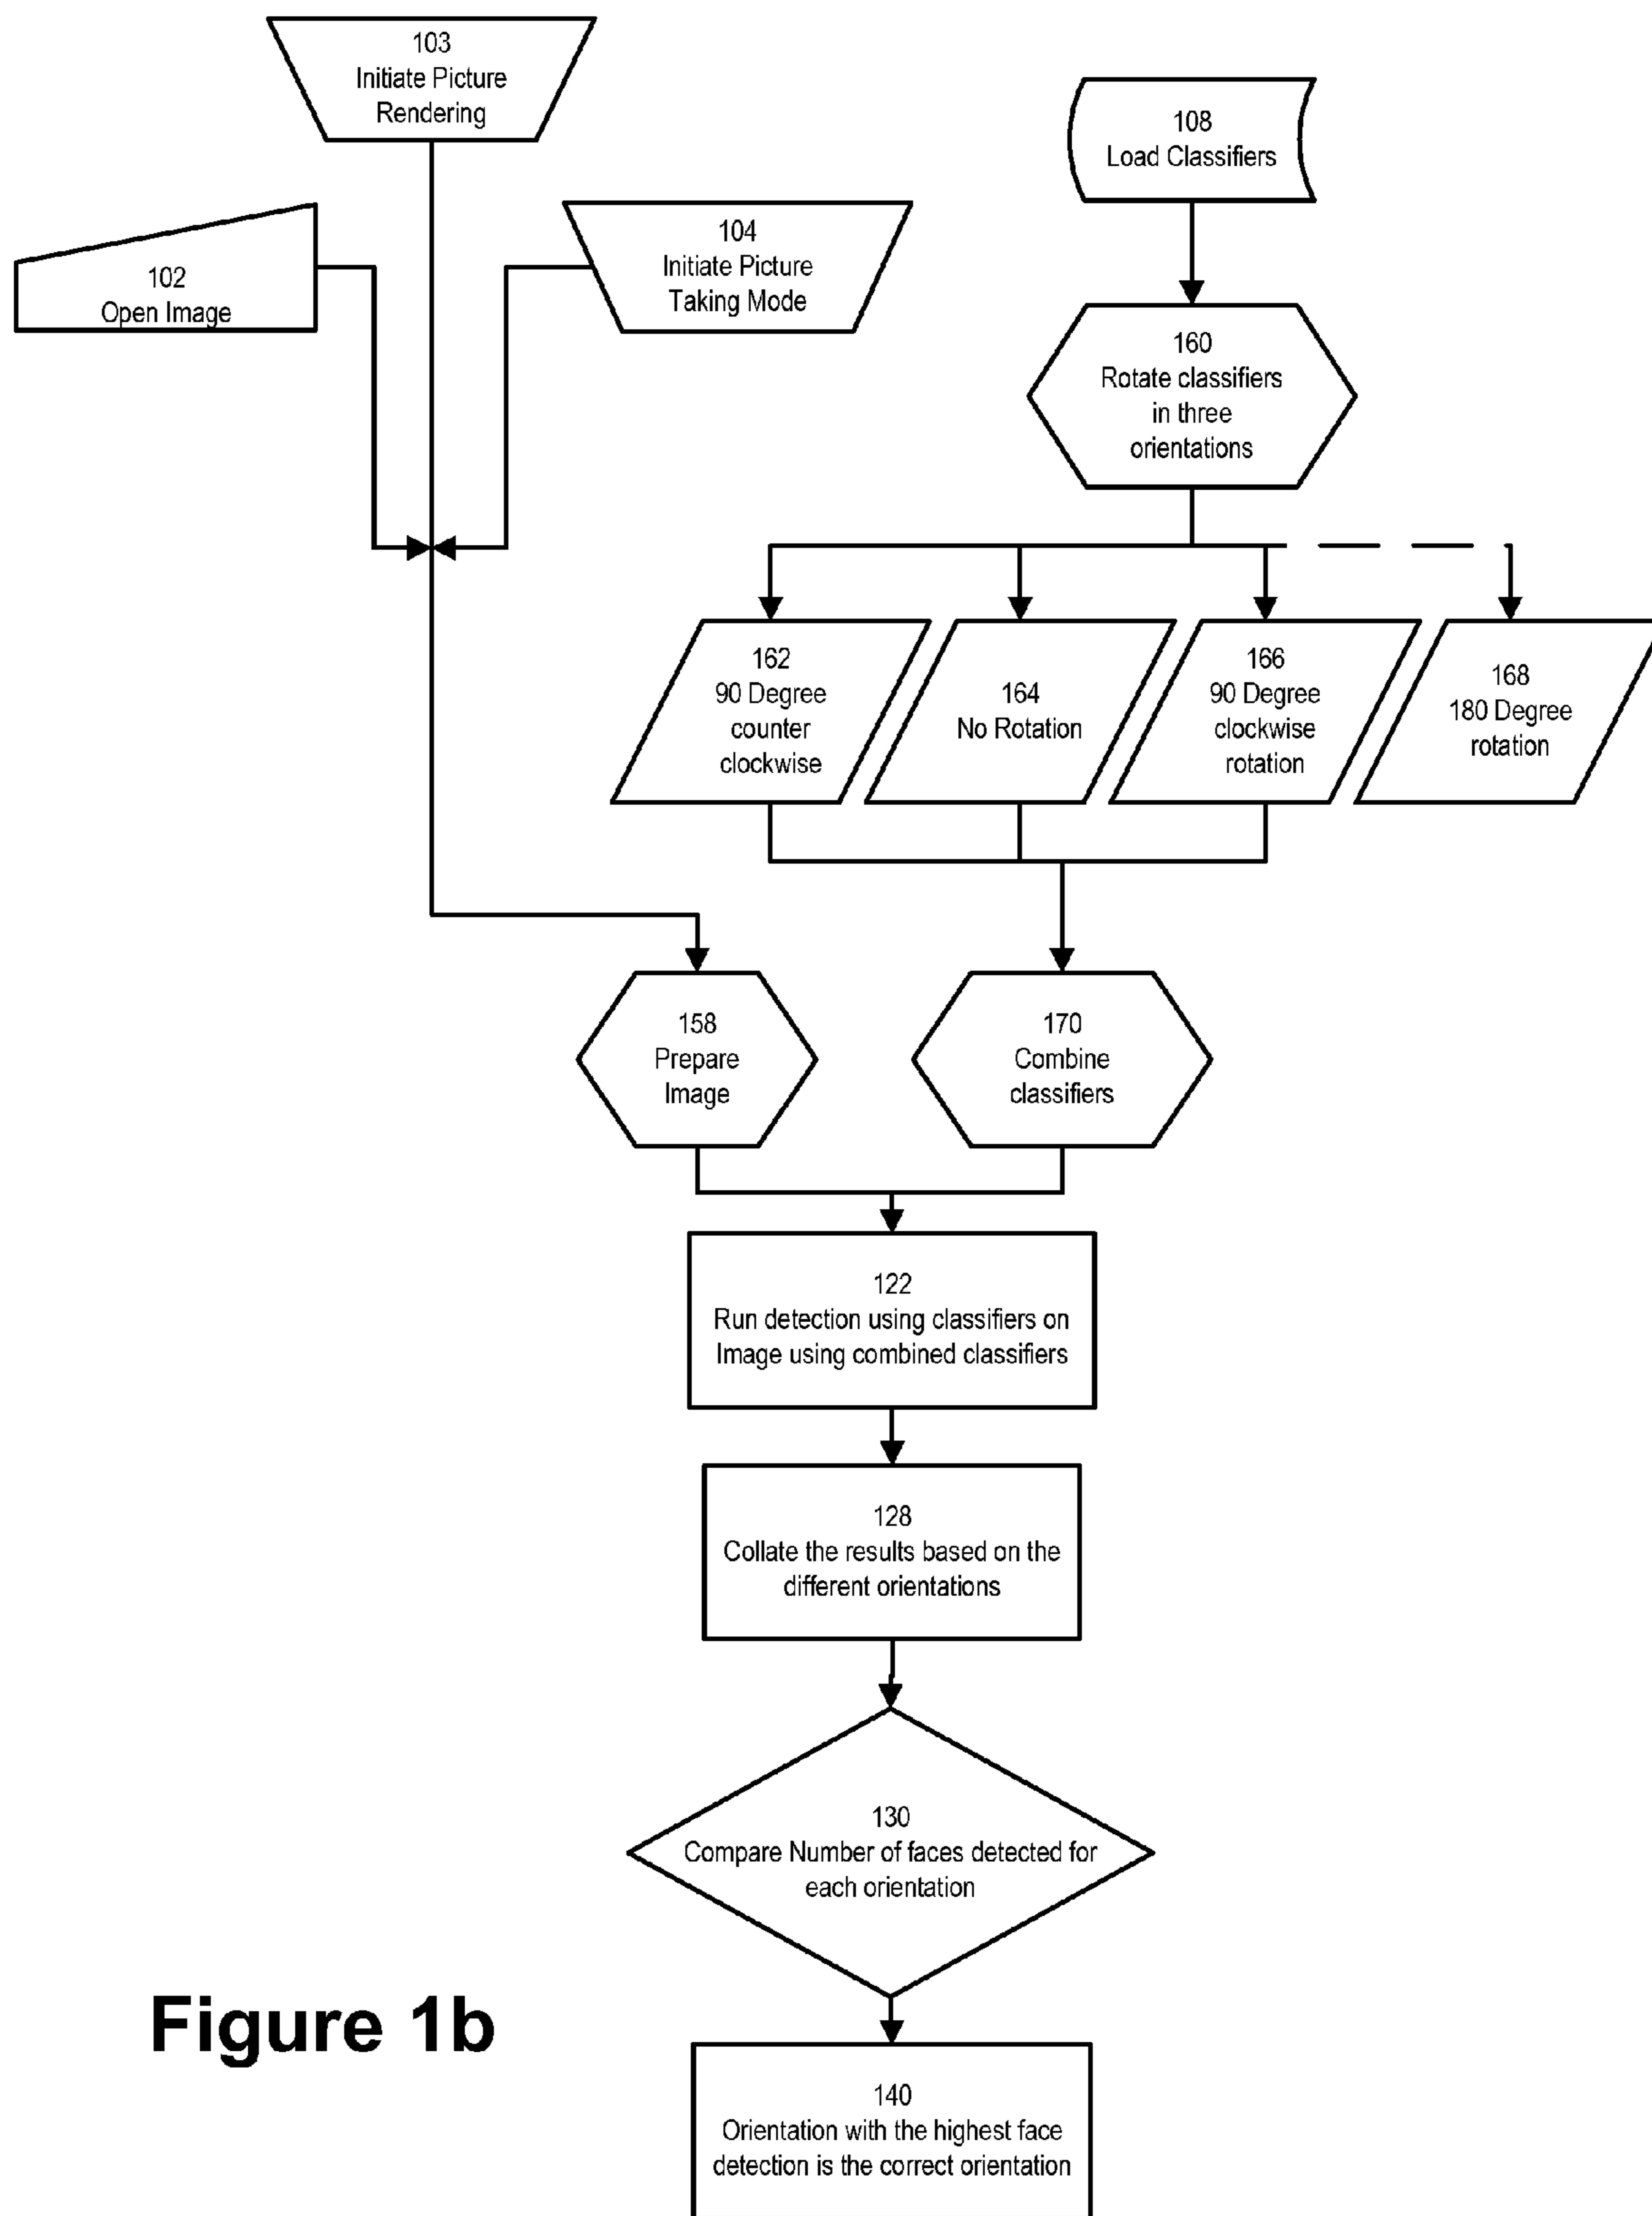 103
Initiate Picture
Rendering
108
Load Classifiers
102
Open Image
104
Initiate Picture
Taking Mode
160
Rotate classifiers
in three
orientations
162
90 Degree
counter
clockwise
164
No Rotation
166
90 Degree
clockwise
rotation
168
180 Degree
rotation
158
Prepare
Image
170
Combine
classifiers
122
Run detection using classifiers on
Image using combined classifiers
128
Collate the results based on the
different orientations
130
Compare Number of faces detected for
each orientation
Figure 1b
140
Orientation with the highest face
detection is the correct orientation